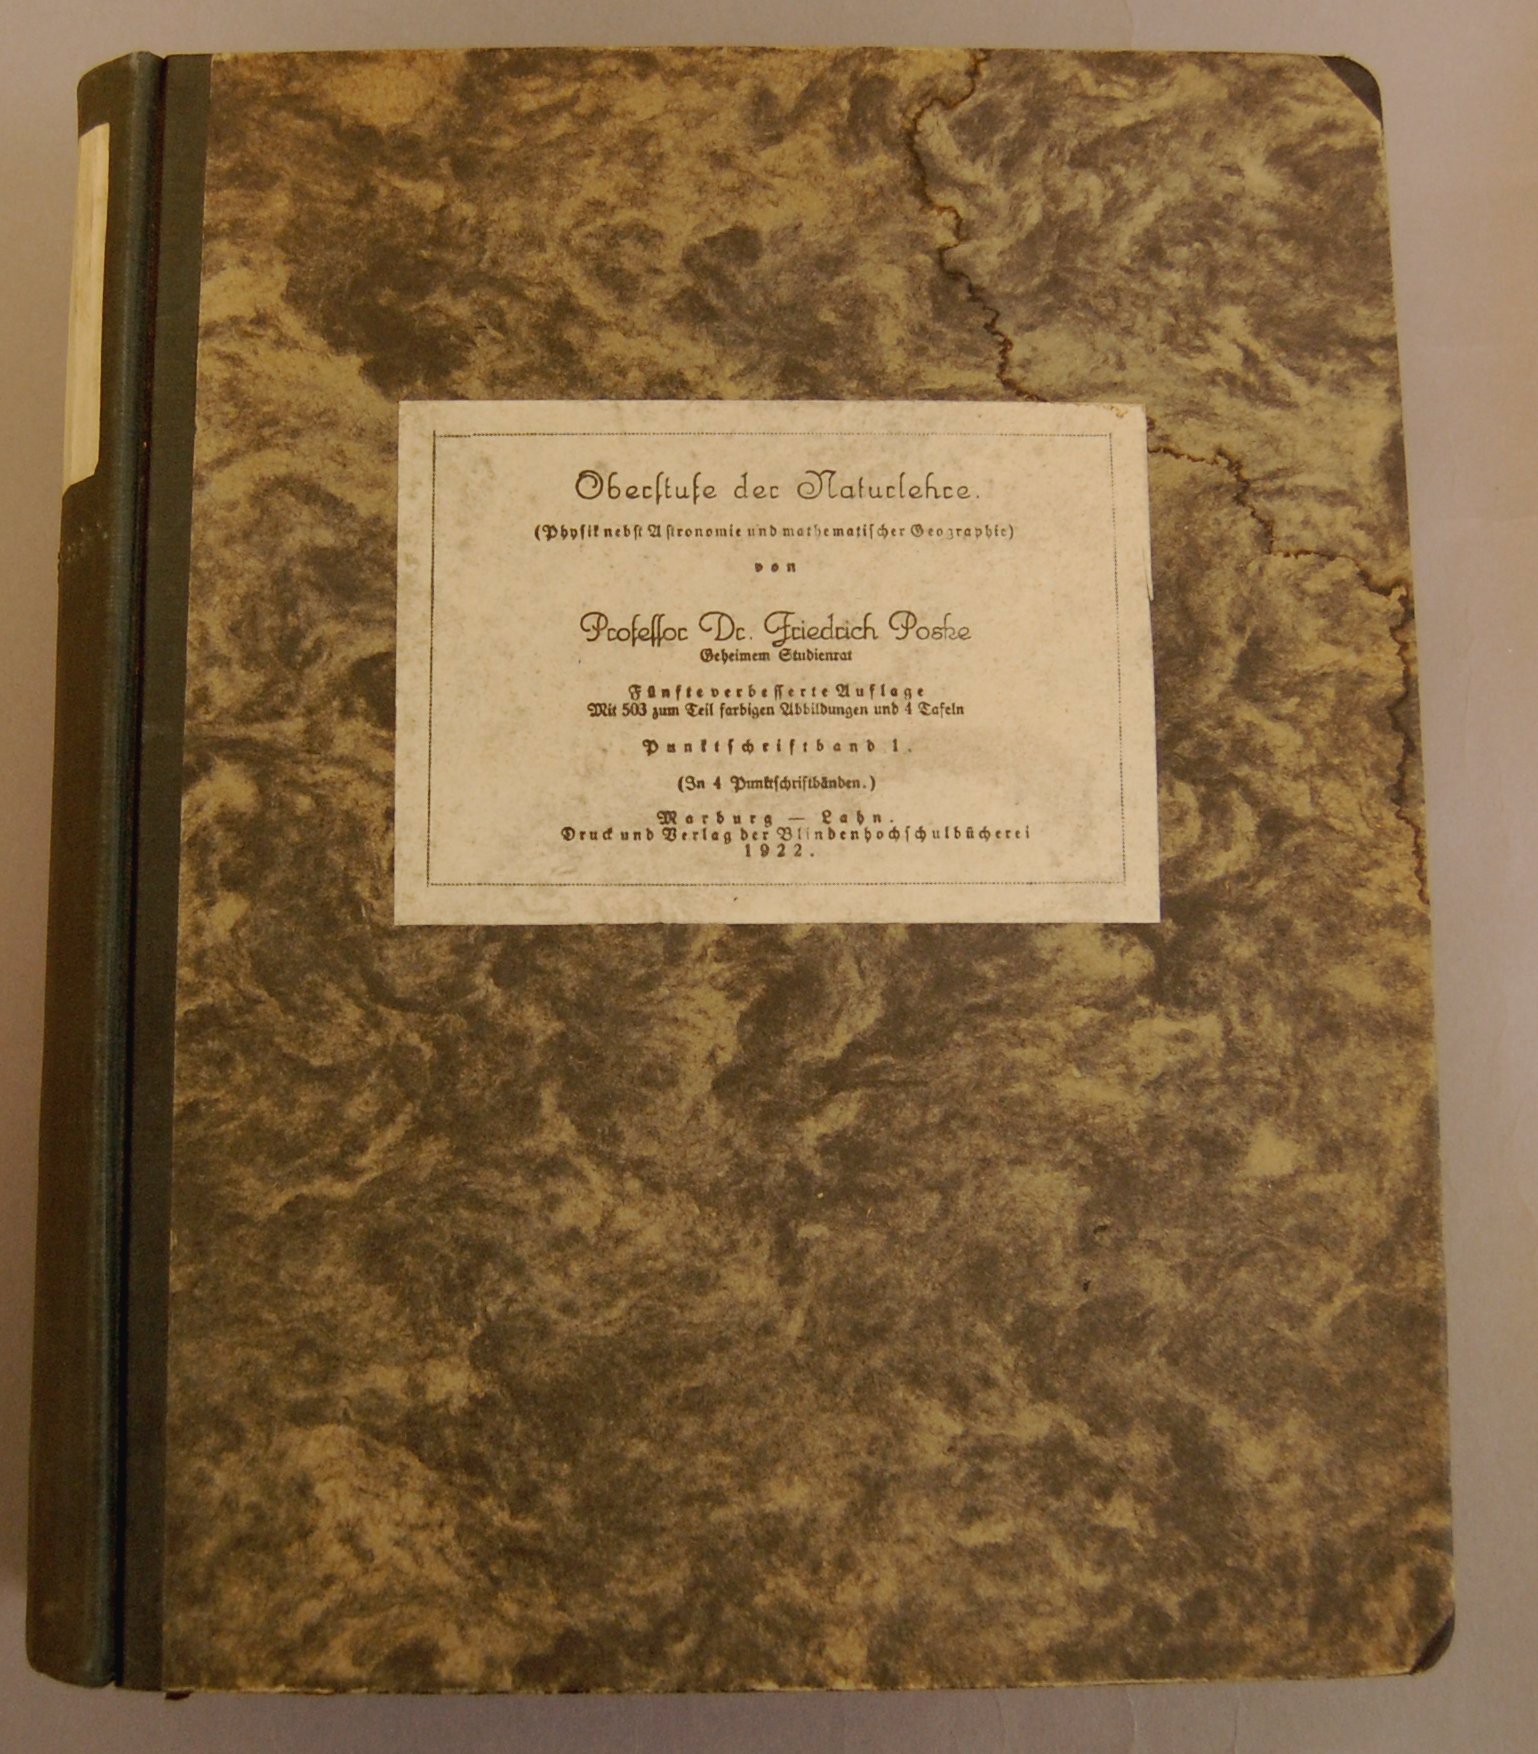 Oberſtufe der Naturlehre.
(Phyſik nebſt Aſtronomie und mathematiſcher Geographie)
von
Profeſſor Dr. Friedrich Poske
Geheimem Studienrat
Fünfte verbeſſerte Auflage
Mit 503 zum Teil farbigen Abbildungen und 4 Tafeln
Punktſchriftband 1.
(In 4 Punktſchriftbänden.)
Marburg — Lahn.
Druck und Verlag der Blindenhochſchulbücherei
1922.